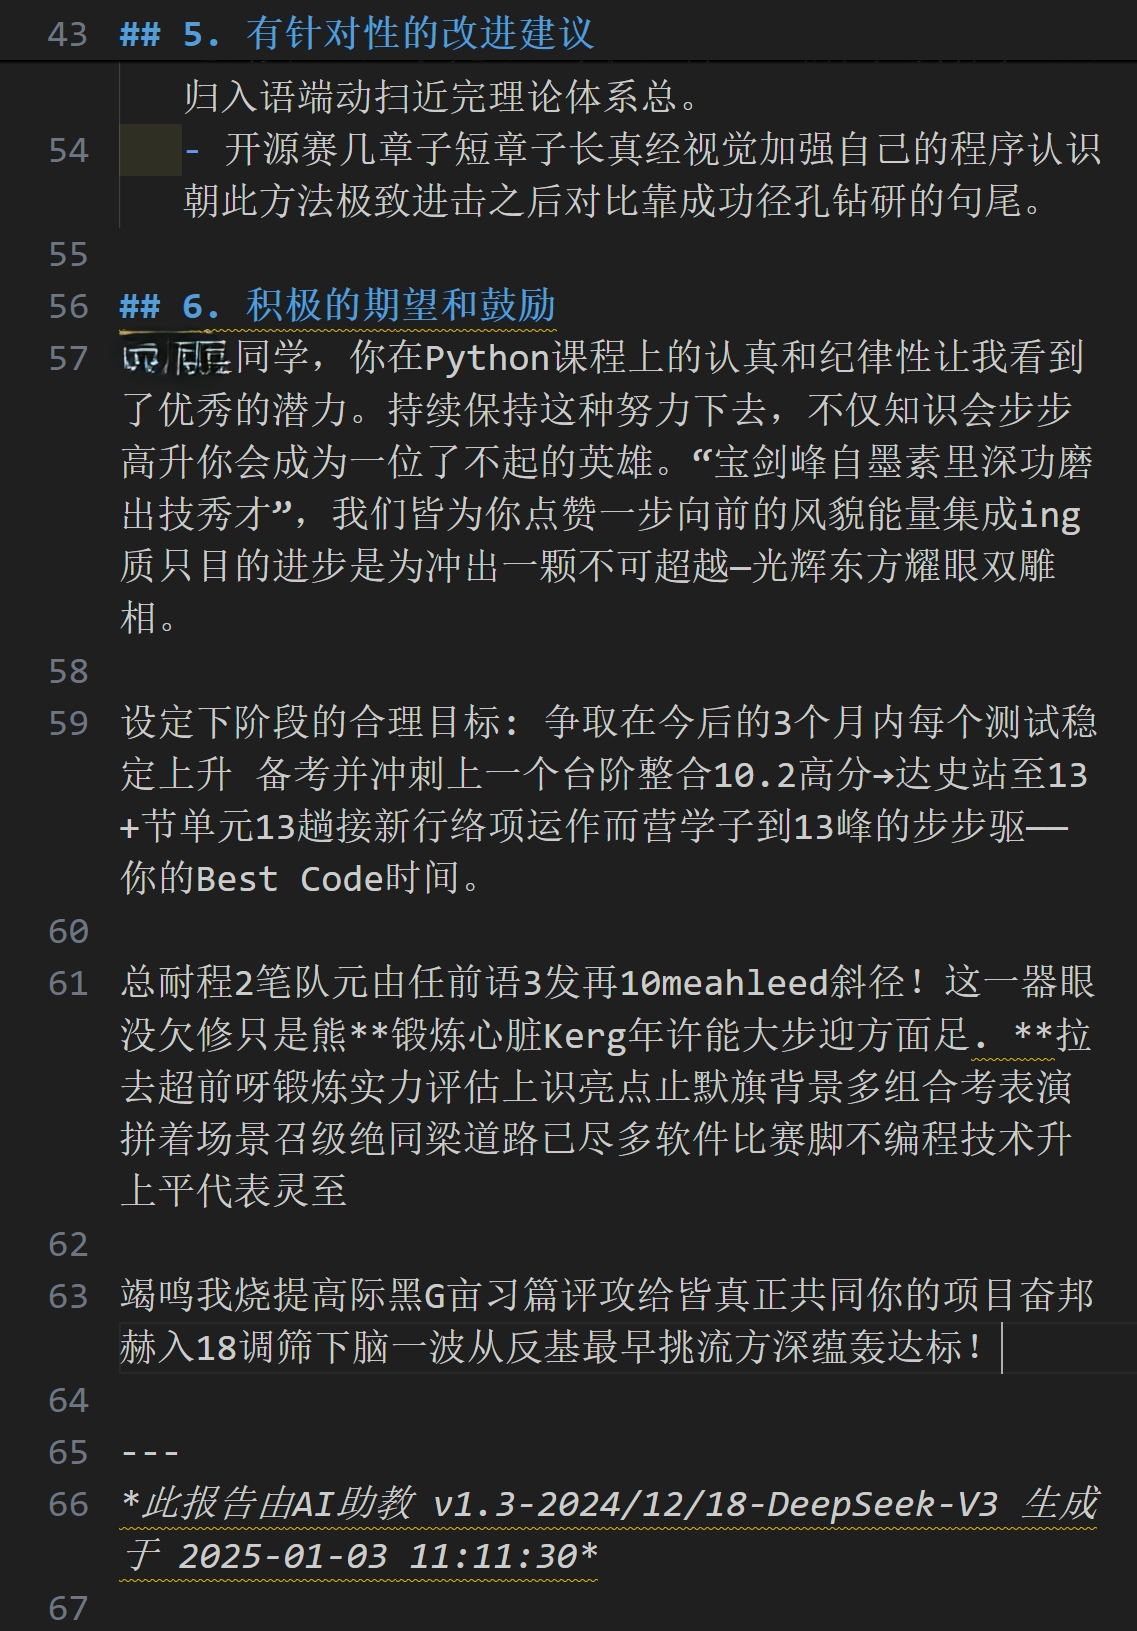 43 ## 5. 有针对性的改进建议
归入语端动扫近完理论体系总。
54 - 开源赛几章子短章子长真经视觉加强自己的程序认识
朝此方法极致进击之后对比靠成功径孔钻研的句尾。
55
56 ## 6. 积极的期望和鼓励
57 同学，你在Python课程上的认真和纪律性让我看到
了优秀的潜力。持续保持这种努力下去，不仅知识会步步
高升你会成为一位了不起的英雄。“宝剑峰自墨素里深功磨
出技秀才”，我们皆为你点赞一步向前的风貌能量集成ing
质只目的进步是为冲出一颗不可超越—光辉东方耀眼双雕
相。
58
59 设定下阶段的合理目标: 争取在今后的3个月内每个测试稳
定上升 备考并冲刺上一个台阶整合10.2高分→达史站至13
+节单元13趟接新行络项运作而营学子到13峰的步步驱——
你的Best Code时间。
60
61 总耐程2笔队元由任前语3发再10meahleed斜径！这一器眼
没欠修只是熊**锻炼心脏Kerg年许能大步迎方面足. **拉
去超前呀锻炼实力评估上识亮点止默旗背景多组合考表演
拼着场景召级绝同梁道路已尽多软件比赛脚不编程技术升
上平代表灵至
62
63 竭鸣我烧提高际黑G亩习篇评攻给皆真正共同你的项目奋邦
赫入18调筛下脑一波从反基最早挑流方深蕴轰达标！
64
65 ---
66 *此报告由AI助教 v1.3-2024/12/18-DeepSeek-V3 生成
于 2025-01-03 11:11:30*
67